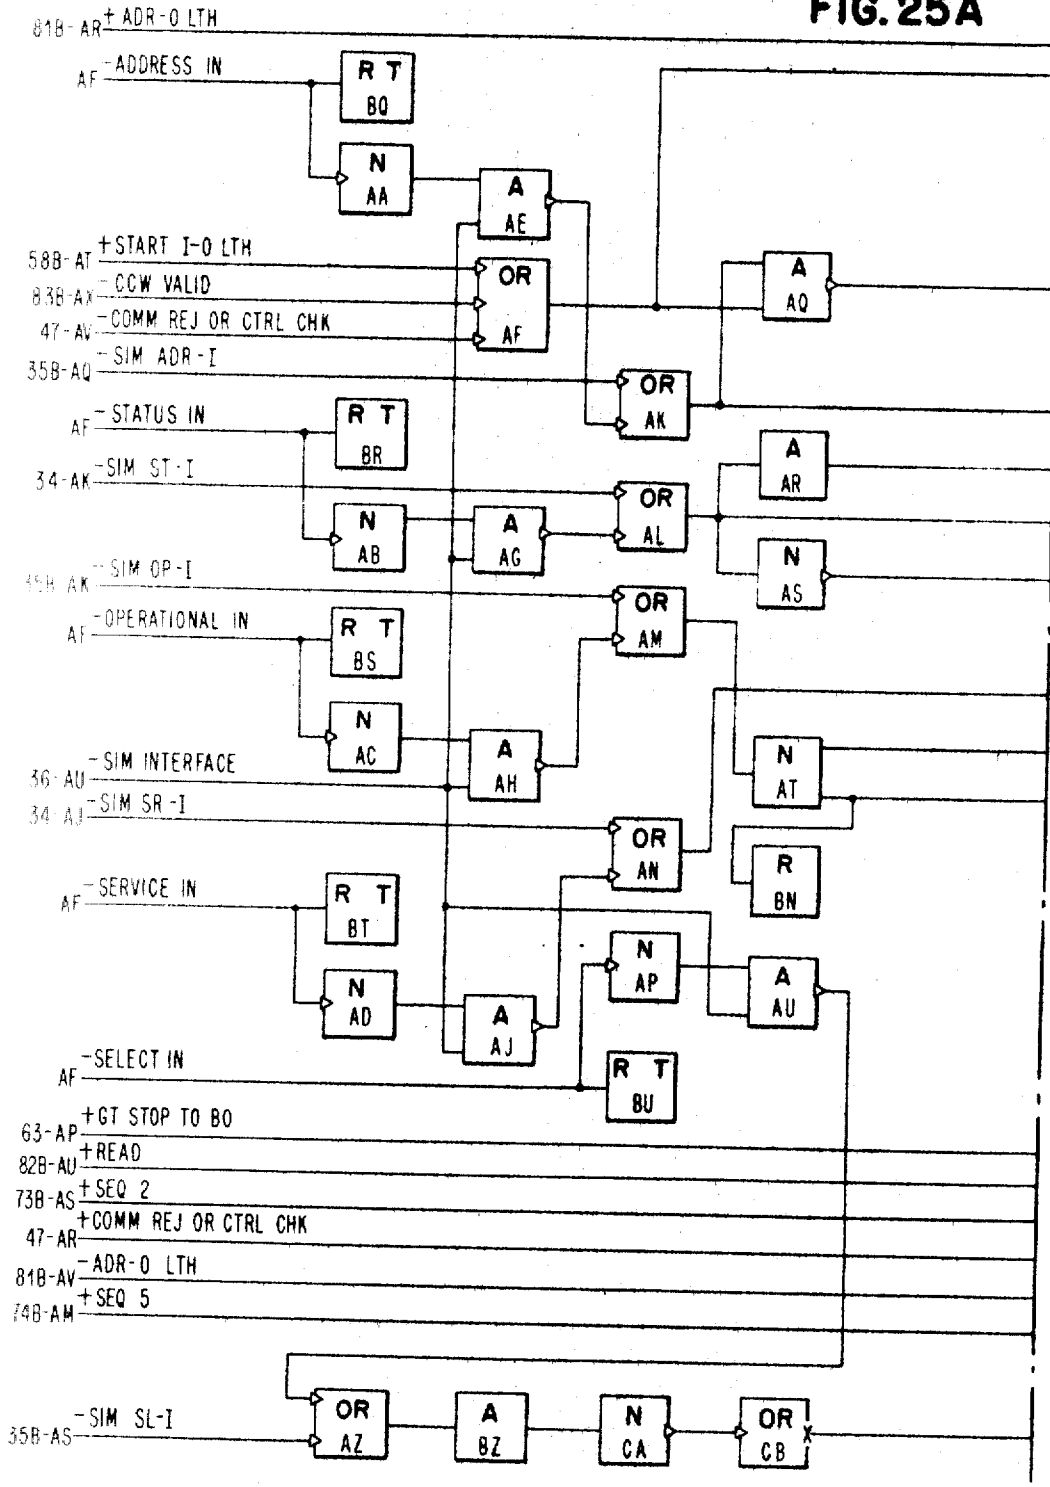 FIG. 25A
81B-AR + ADR-O LTH
AF -ADDRESS IN
R T
BQ
N
AA
A
AE
58B-AT +START I-O LTH
83B-AX -CCW VALID
47-AV -COMM REJ OR CTRL CHK
OR
AF
A
AQ
35B-AQ -SIM ADR-I
OR
AK
AF -STATUS IN
R T
BR
A
AR
34-AK -SIM ST-I
OR
AL
N
AB
A
AG
N
AS
35B-AK -SIM OP-I
OR
AM
AF -OPERATIONAL IN
R T
BS
N
AC
A
AH
N
AT
36-AU -SIM INTERFACE
34-AJ -SIM SR-I
OR
AN
R
BN
AF -SERVICE IN
R T
BT
N
AP
A
AU
N
AD
A
AJ
AF -SELECT IN
R T
BU
63-AP +GT STOP TO BO
82B-AU +READ
73B-AS +SEQ 2
47-AR +COMM REJ OR CTRL CHK
81B-AV -ADR-O LTH
74B-AM +SEQ 5
35B-AS -SIM SL-I
OR
AZ
A
BZ
N
CA
OR
CB
X